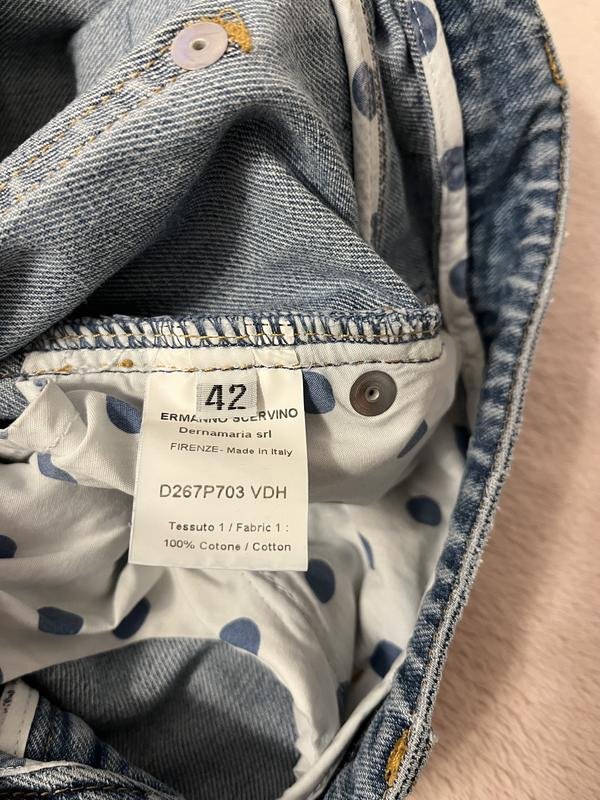 42
ERMANNO SCERVINO
Dernamaria srl
FIRENZE- Made in Italy
D267P703 VDH
Tessuto 1 / Fabric 1 :
100% Cotone / Cotton